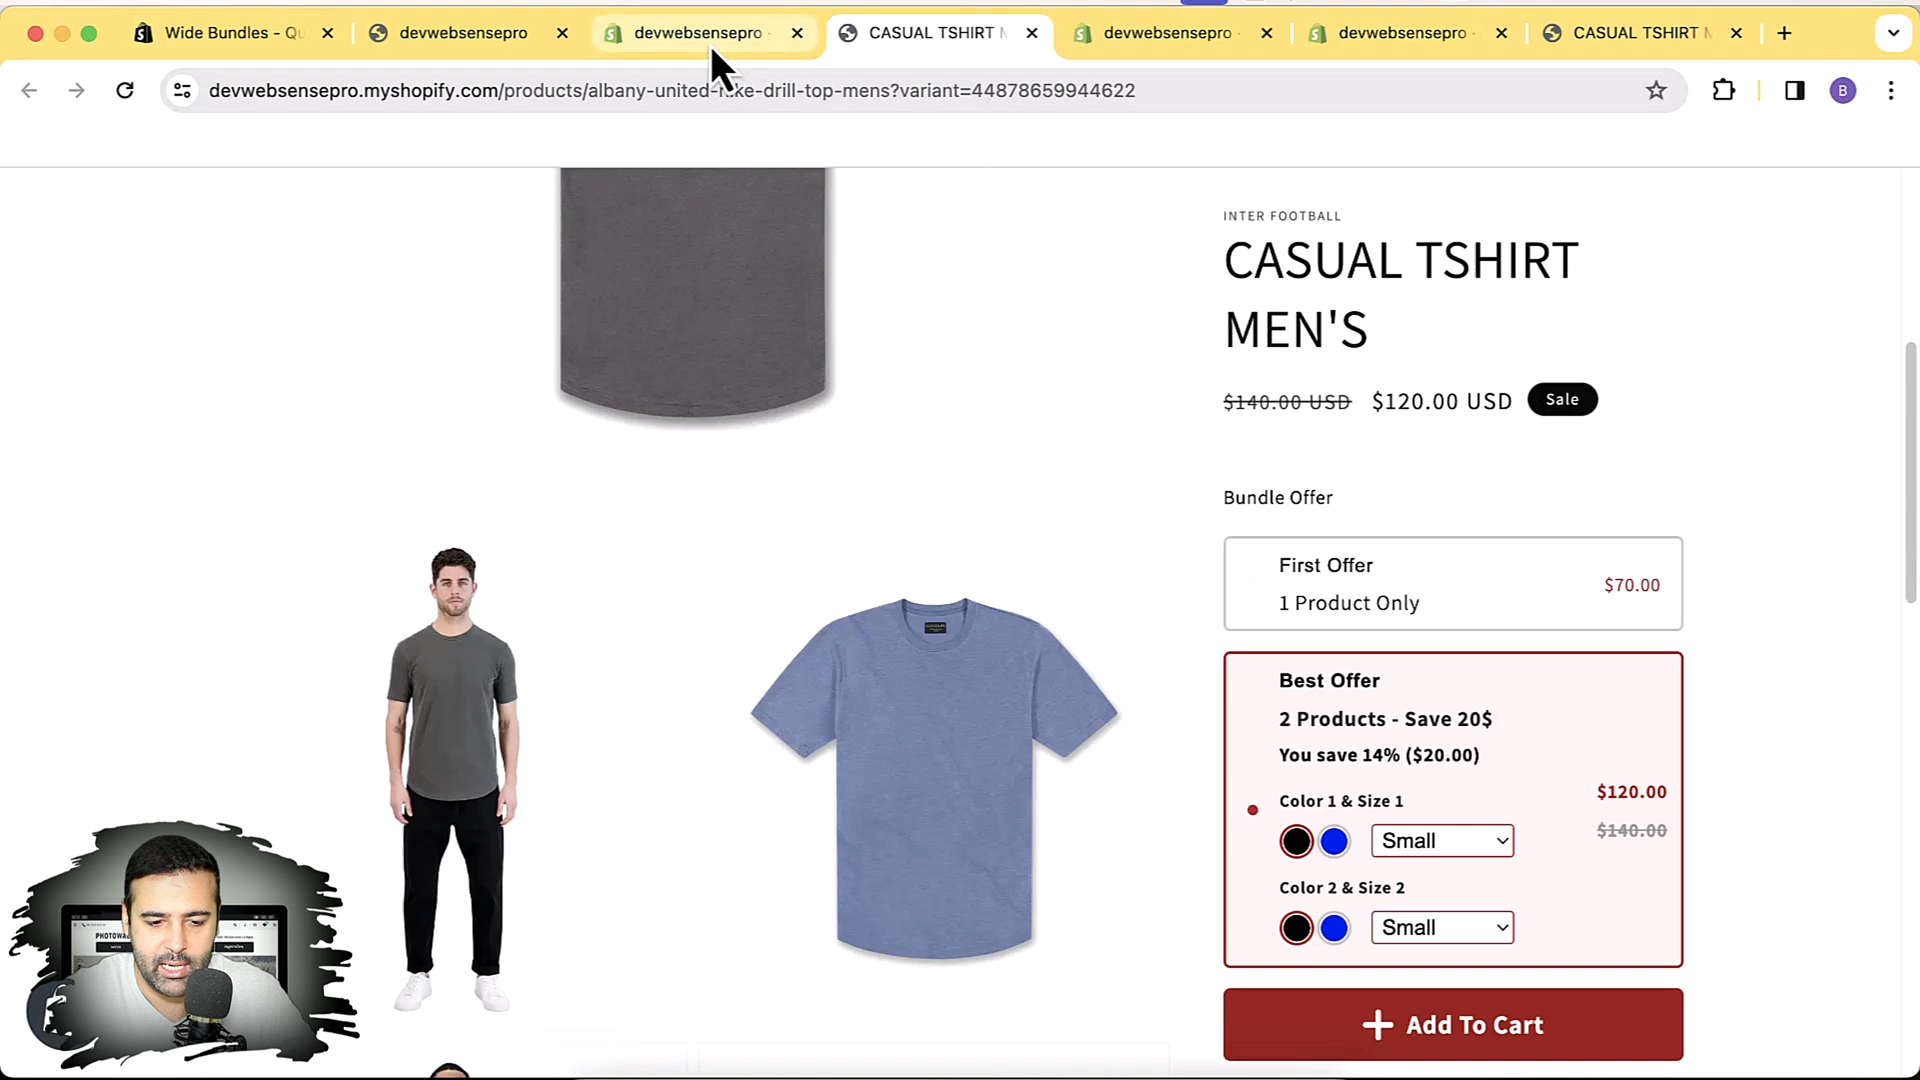 Wide Bundles - Qu
devwebsensepro
devwebsensepro
CASUAL TSHIRT M
devwebsensepro
devwebsensepro
CASUAL TSHIRT M
devwebsensepro.myshopify.com/products/albany-united-nike-drill-top-mens?variant=44878659944622
B
INTER FOOTBALL
CASUAL TSHIRT
MEN'S
$140.00 USD $120.00 USD Sale
Bundle Offer
First Offer
1 Product Only
$70.00
Best Offer
2 Products - Save 20$
You save 14% ($20.00)
Color 1 & Size 1
$120.00
$140.00
Small
Color 2 & Size 2
Small
Add To Cart